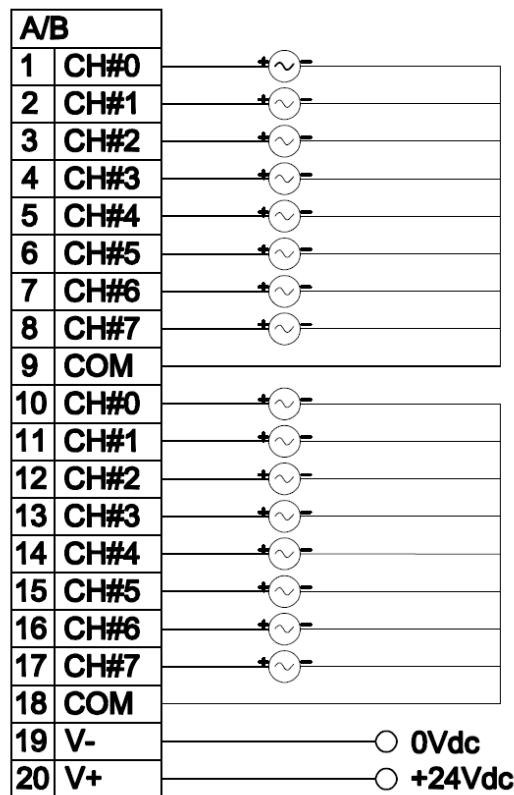 A/B
1 CH#0 + -
2 CH#1 + -
3 CH#2 + -
4 CH#3 + -
5 CH#4 + -
6 CH#5 + -
7 CH#6 + -
8 CH#7 + -
9 COM
10 CH#0 + -
11 CH#1 + -
12 CH#2 + -
13 CH#3 + -
14 CH#4 + -
15 CH#5 + -
16 CH#6 + -
17 CH#7 + -
18 COM
19 V- 0Vdc
20 V+ +24Vdc